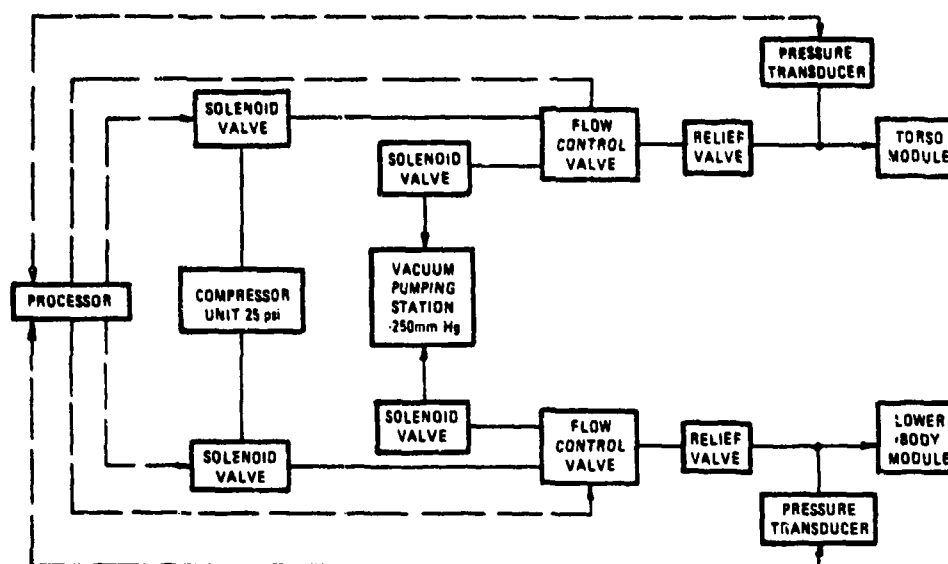 PRESSURE
TRANSDUCER
SOLENOID
VALVE
FLOW
CONTROL
VALVE
RELIEF
VALVE
TORSO
MODULE
SOLENOID
VALVE
PROCESSOR
COMPRESSOR
UNIT 25 psi
VACUUM
PUMPING
STATION
-250mm Hg
SOLENOID
VALVE
FLOW
CONTROL
VALVE
RELIEF
VALVE
LOWER
BODY
MODULE
SOLENOID
VALVE
PRESSURE
TRANSDUCER